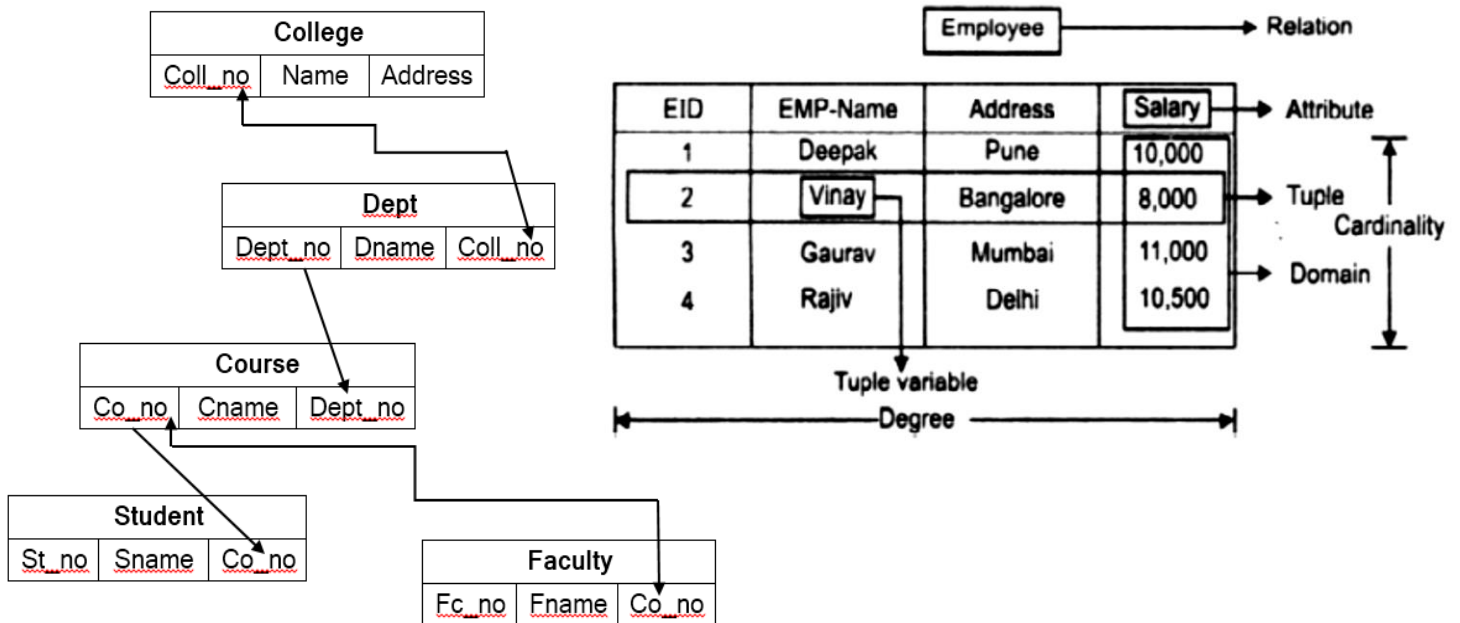 College
Coll_no Name Address
Dept
Dept_no Dname Coll_no
Course
Co_no Cname Dept_no
Student
St_no Sname Co_no
Faculty
Fc_no Fname Co_no
Employee Relation
EID EMP-Name Address Salary Attribute
1 Deepak Pune 10,000
2 Vinay Bangalore 8,000 Tuple
Cardinality
3 Gaurav Mumbai 11,000
Domain
4 Rajiv Delhi 10,500
Tuple variable
Degree